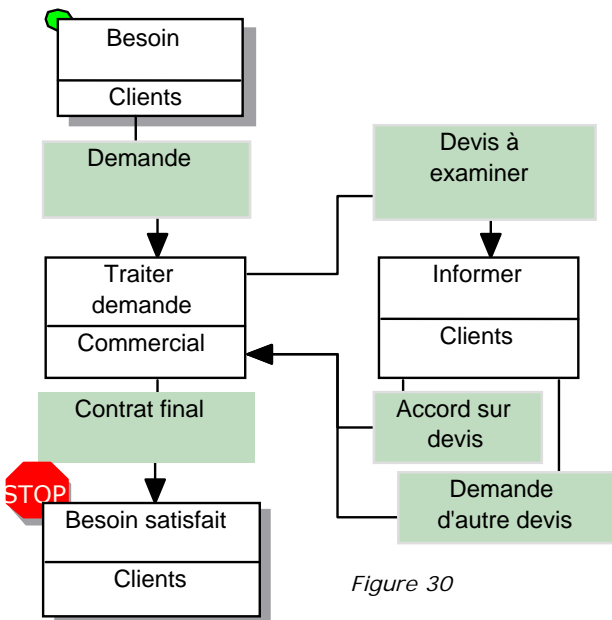 Besoin
Clients
Demande
Devis à
examiner
Traiter
demande
Commercial
Informer
Clients
Contrat final
Accord sur
devis
STOP
Besoin satisfait
Clients
Demande
d'autre devis
Figure 30